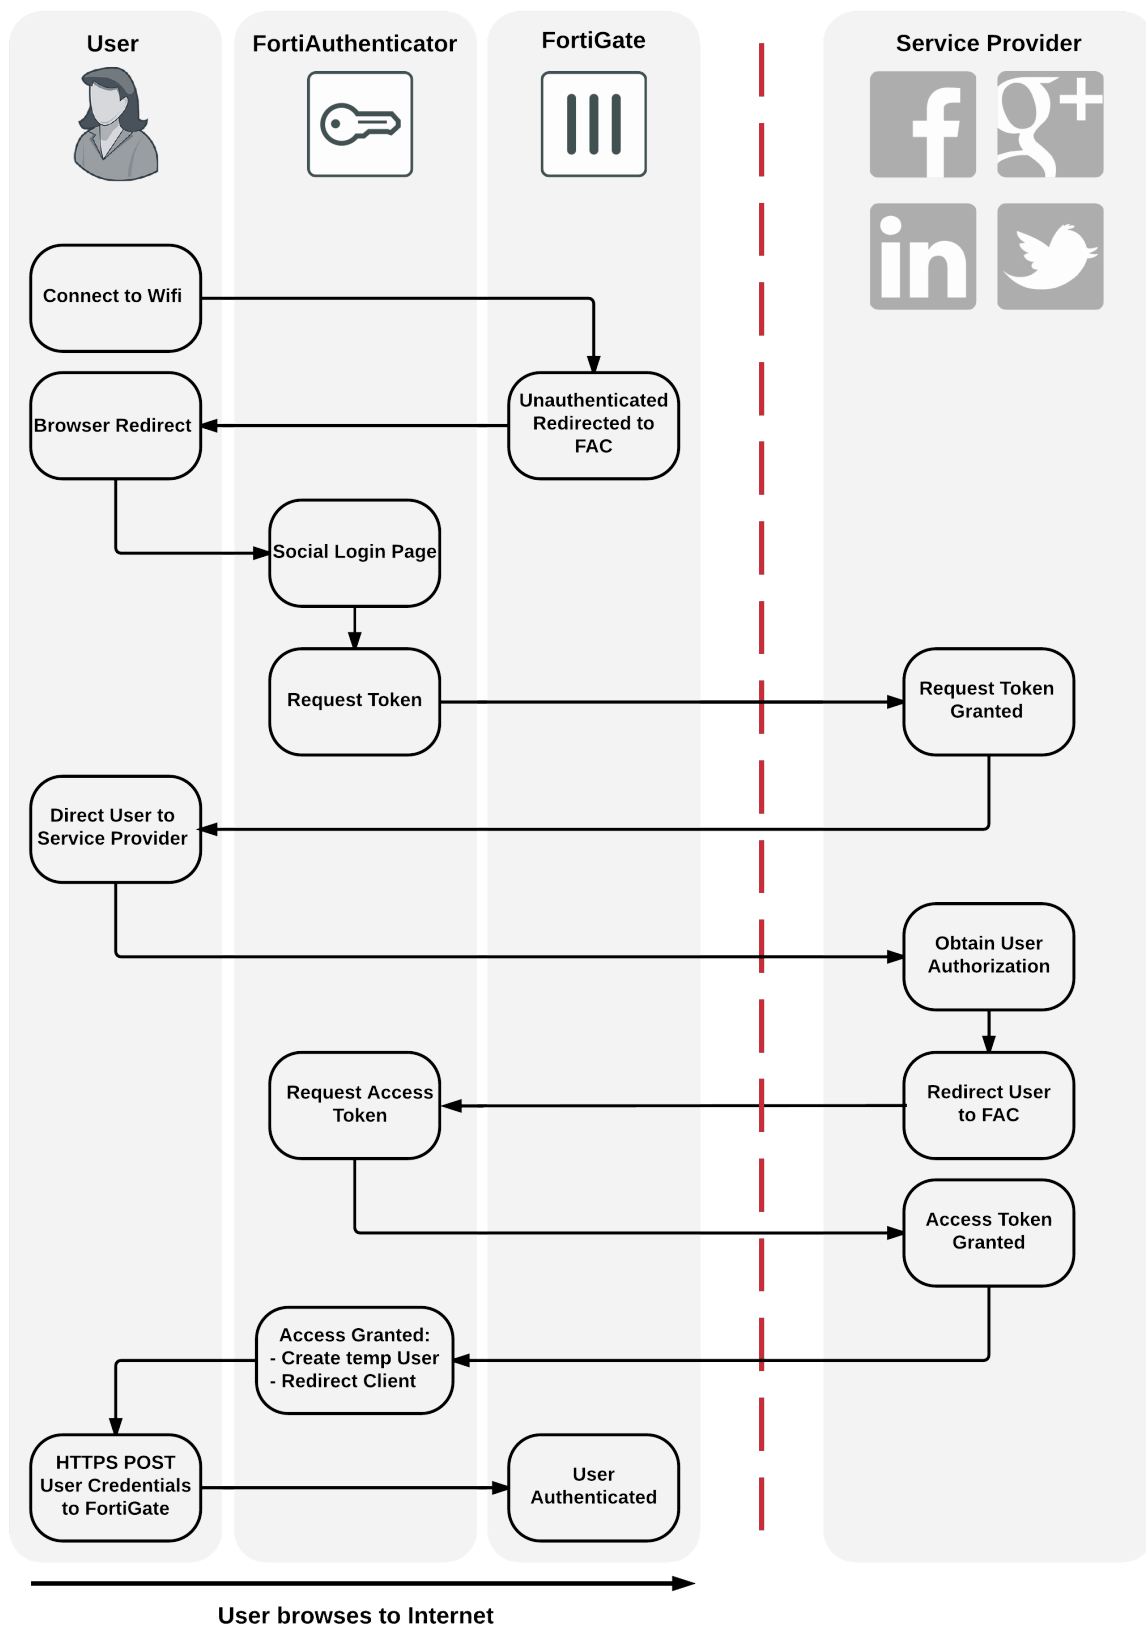 User
FortiAuthenticator
FortiGate
Service Provider
f
g+
in
Connect to Wifi
Unauthenticated
Redirected to
FAC
Browser Redirect
Social Login Page
Request Token
Request Token
Granted
Direct User to
Service Provider
Obtain User
Authorization
Redirect User
to FAC
Request Access
Token
Access Token
Granted
Access Granted:
- Create temp User
- Redirect Client
HTTPS POST
User Credentials
to FortiGate
User
Authenticated
User browses to Internet